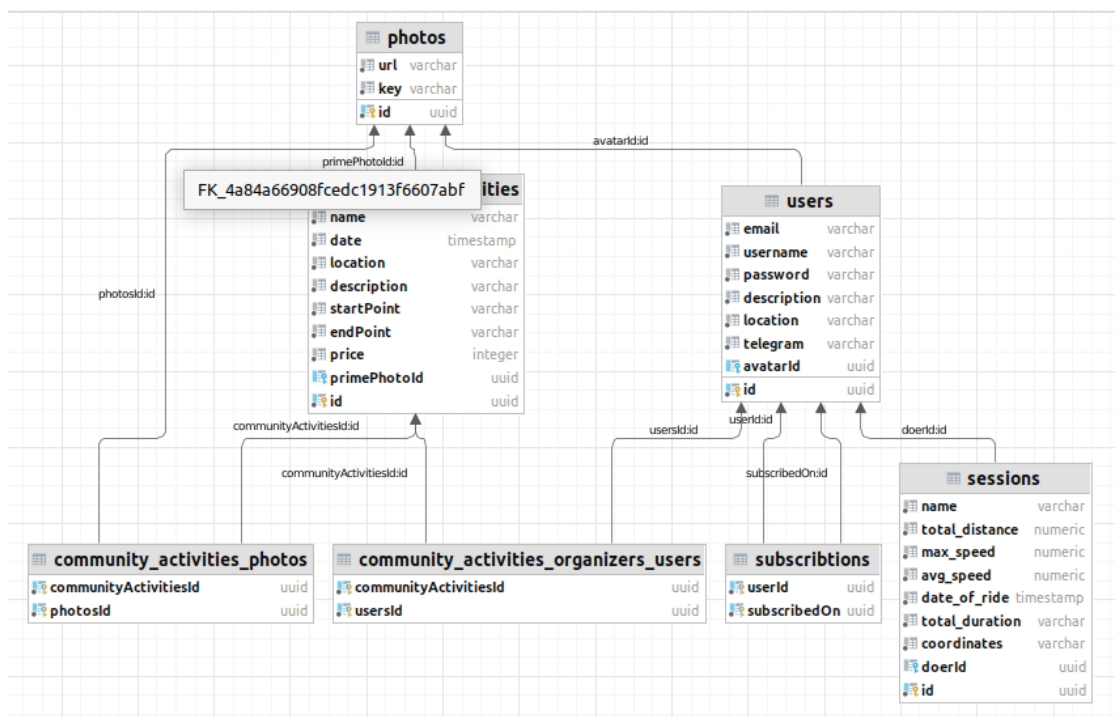 photos
url varchar
key varchar
id uuid
avatarId:id
primePhotoId:id
FK_4a84a66908fcedc1913f6607abf
ities
name varchar
date timestamp
location varchar
description varchar
startPoint varchar
endPoint varchar
price integer
primePhotoId uuid
id uuid
users
email varchar
username varchar
password varchar
description varchar
location varchar
telegram varchar
avatarId uuid
id uuid
photosId:id
communityActivitiesId:id
communityActivitiesId:id
usersId:id
userId:id
subscribedOn:id
doerId:id
community_activities_photos
communityActivitiesId uuid
photosId uuid
community_activities_organizers_users
communityActivitiesId uuid
usersId uuid
subscribtions
userId uuid
subscribedOn uuid
sessions
name varchar
total_distance numeric
max_speed numeric
avg_speed numeric
date_of_ride timestamp
total_duration varchar
coordinates varchar
doerId uuid
id uuid